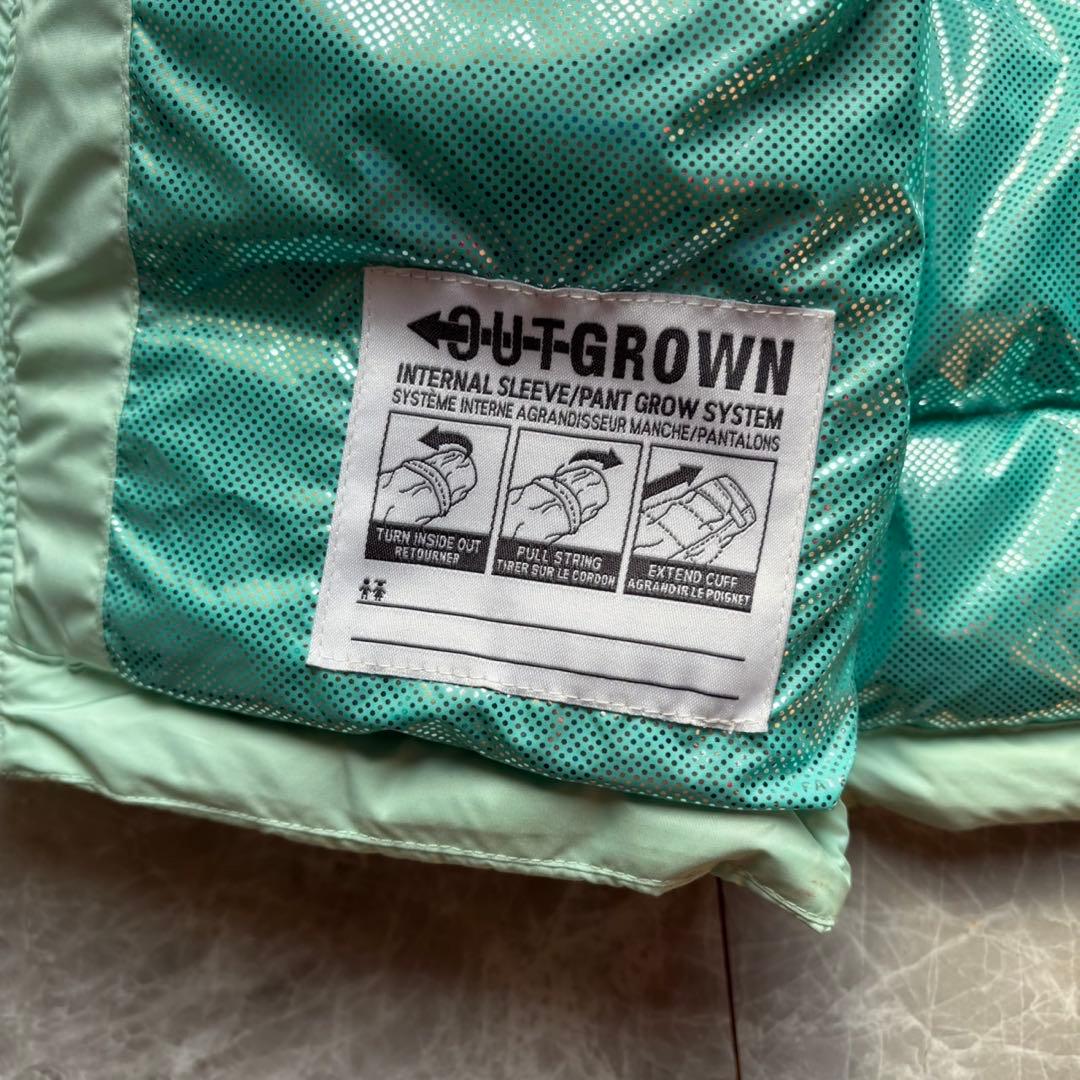 OUTGROWN
INTERNAL SLEEVE/PANT GROW SYSTEM
SYSTÈME INTERNE AGRANDISSEUR MANCHE/PANTALONS
TURN INSIDE OUT
RETOURNER
PULL STRING
TIRER SUR LE CORDON
EXTEND CUFF
AGRANDIR LE POIGNET